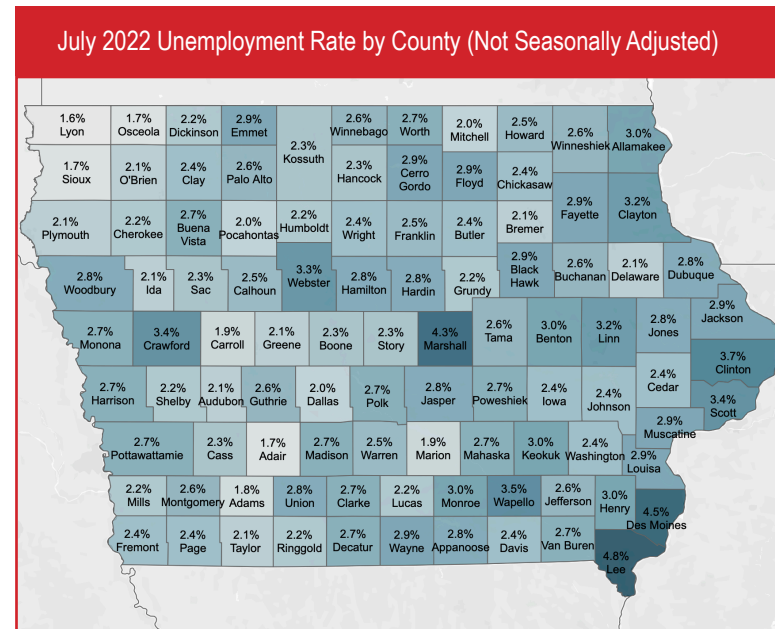 July 2022 Unemployment Rate by County (Not Seasonally Adjusted)
1.6%
Lyon
1.7%
Osceola
2.2%
Dickinson
2.9%
Emmet
2.3%
Kossuth
2.6%
Winnebago
2.7%
Worth
2.0%
Mitchell
2.5%
Howard
2.6%
Winneshiek
3.0%
Allamakee
1.7%
Sioux
2.1%
O'Brien
2.4%
Clay
2.6%
Palo Alto
2.3%
Hancock
2.9%
Cerro
Gordo
2.9%
Floyd
2.4%
Chickasaw
2.9%
Fayette
3.2%
Clayton
2.1%
Plymouth
2.2%
Cherokee
2.7%
Buena
Vista
2.0%
Pocahontas
2.2%
Humboldt
2.4%
Wright
2.5%
Franklin
2.4%
Butler
2.1%
Bremer
2.8%
Woodbury
2.1%
Ida
2.3%
Sac
2.5%
Calhoun
3.3%
Webster
2.8%
Hamilton
2.8%
Hardin
2.2%
Grundy
2.9%
Black
Hawk
2.6%
Buchanan
2.1%
Delaware
2.8%
Dubuque
2.7%
Monona
3.4%
Crawford
1.9%
Carroll
2.1%
Greene
2.3%
Boone
2.3%
Story
4.3%
Marshall
2.6%
Tama
3.0%
Benton
3.2%
Linn
2.8%
Jones
2.9%
Jackson
3.7%
Clinton
2.7%
Harrison
2.2%
Shelby
2.1%
Audubon
2.6%
Guthrie
2.0%
Dallas
2.7%
Polk
2.8%
Jasper
2.7%
Poweshiek
2.4%
Iowa
2.4%
Johnson
2.4%
Cedar
3.4%
Scott
2.9%
Muscatine
2.7%
Pottawattamie
2.3%
Cass
1.7%
Adair
2.7%
Madison
2.5%
Warren
1.9%
Marion
2.7%
Mahaska
3.0%
Keokuk
2.4%
Washington
2.9%
Louisa
2.2%
Mills
2.6%
Montgomery
1.8%
Adams
2.8%
Union
2.7%
Clarke
2.2%
Lucas
3.0%
Monroe
3.5%
Wapello
2.6%
Jefferson
3.0%
Henry
4.5%
Des Moines
2.4%
Fremont
2.4%
Page
2.1%
Taylor
2.2%
Ringgold
2.7%
Decatur
2.9%
Wayne
2.8%
Appanoose
2.4%
Davis
2.7%
Van Buren
4.8%
Lee